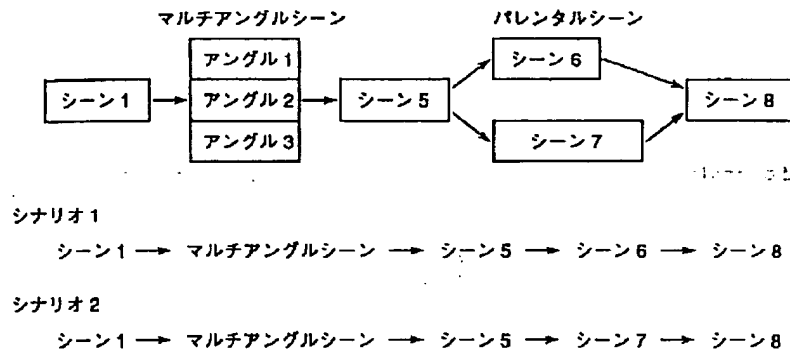 マルチアングルシーン パレンタルシーン
アングル1
シーン6
シーン1 アングル2 シーン5 シーン8
アングル3
シーン7
シナリオ1
シーン1 → マルチアングルシーン → シーン5 → シーン6 → シーン8
シナリオ2
シーン1 → マルチアングルシーン → シーン5 → シーン7 → シーン8